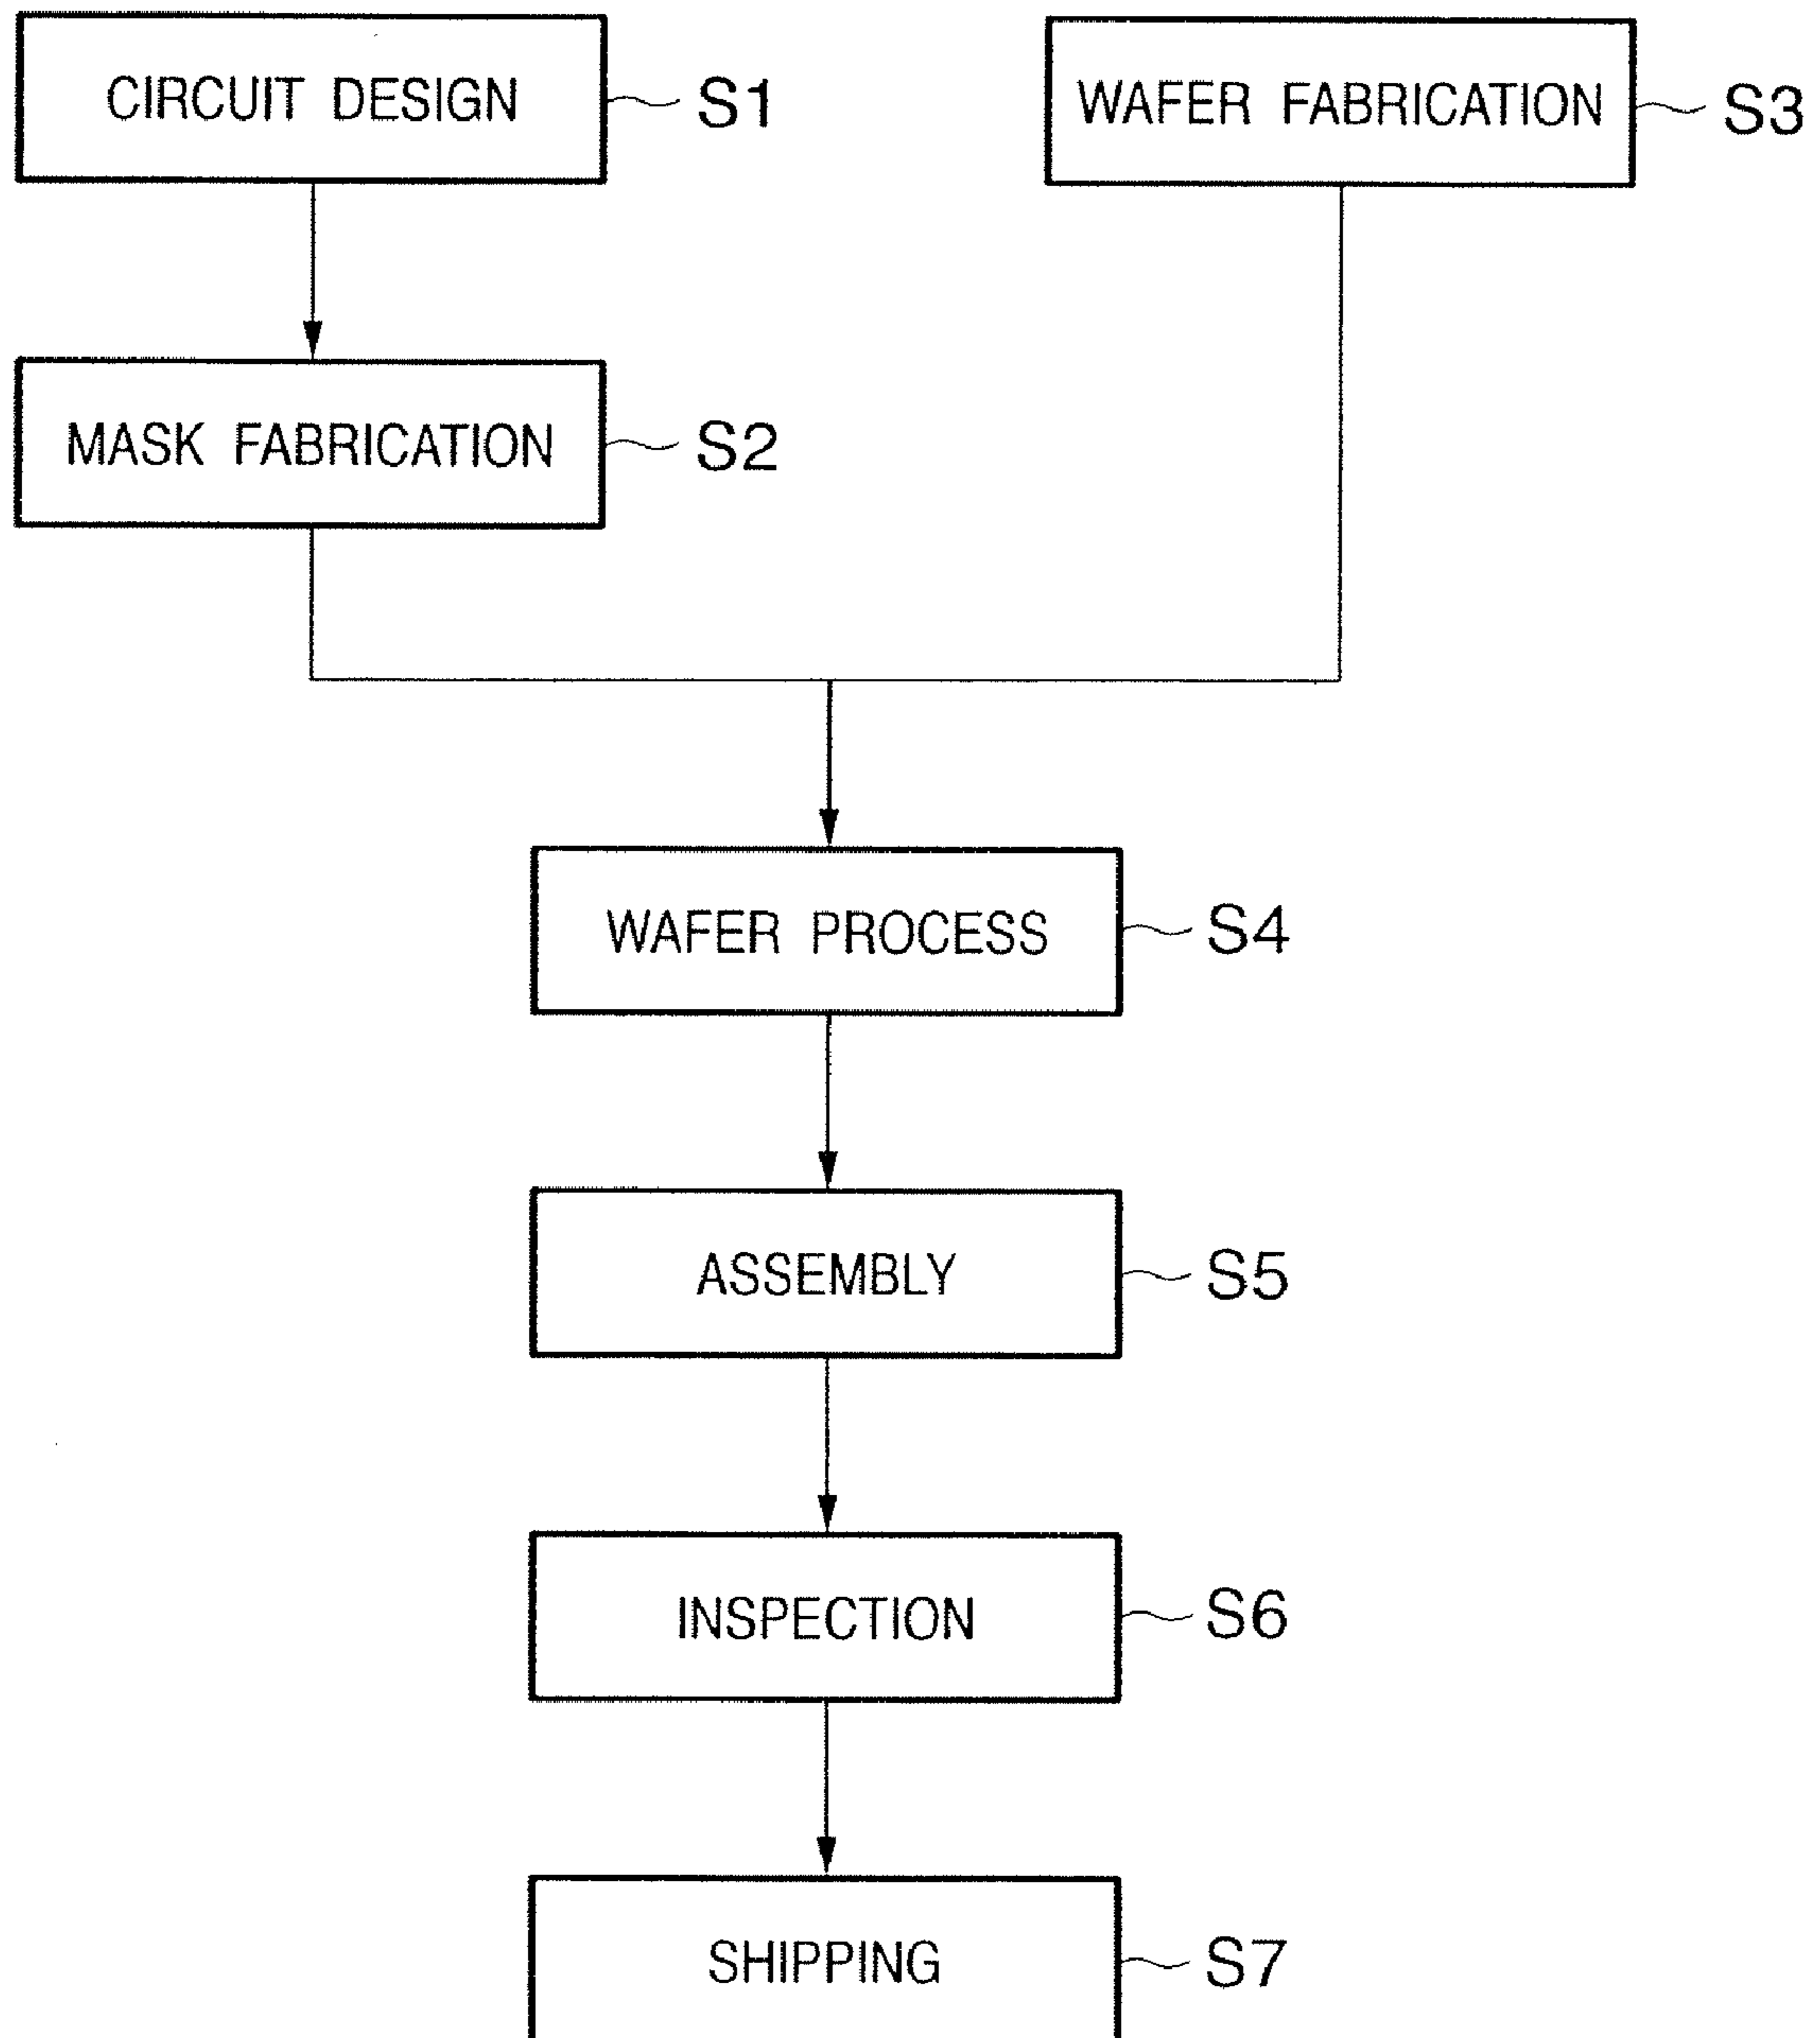 CIRCUIT DESIGN S1
WAFER FABRICATION S3
MASK FABRICATION S2
WAFER PROCESS S4
ASSEMBLY S5
INSPECTION S6
SHIPPING S7